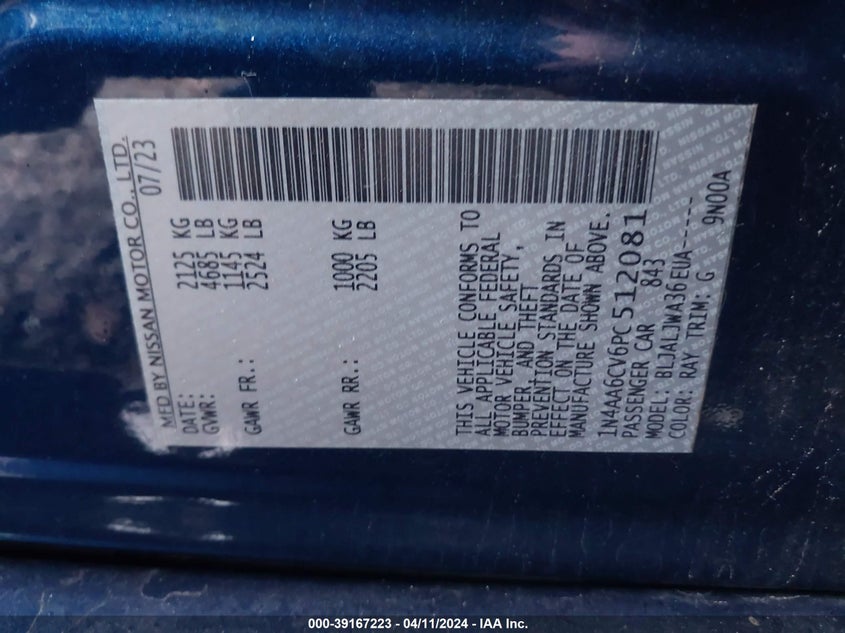 MFD BY NISSAN MOTOR CO., LTD.
DATE: 07/23
GVWR: 2125 KG
4685 LB
GAWR FR.: 1145 KG
2524 LB
GAWR RR.: 1000 KG
2205 LB
THIS VEHICLE CONFORMS TO
ALL APPLICABLE FEDERAL
MOTOR VEHICLE SAFETY,
BUMPER, AND THEFT
PREVENTION STANDARDS IN
EFFECT ON THE DATE OF
MANUFACTURE SHOWN ABOVE.
1N4AA6CV6PC512081
PASSENGER CAR 843
MODEL: BLJALJWA36EUA-----
COLOR: RAY TRIM: G 9N00A
000-39167223 - 04/11/2024 - IAA Inc.